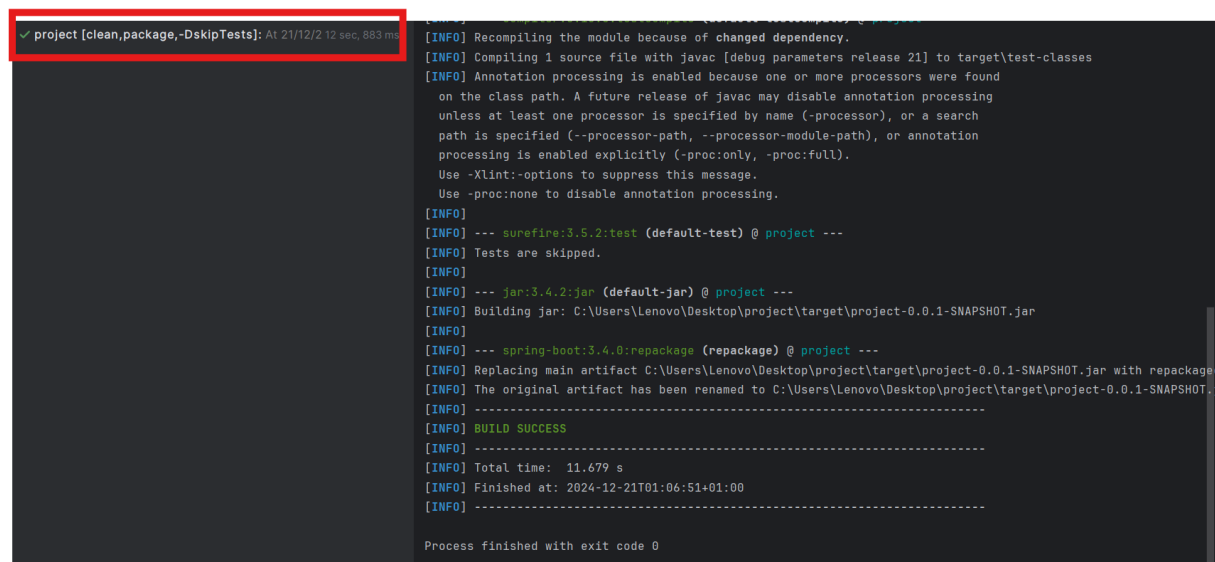 project [clean,package,-DskipTests]: At 21/12/2 12 sec, 883 ms
[INFO] Recompiling the module because of changed dependency.
[INFO] Compiling 1 source file with javac [debug parameters release 21] to target\test-classes
[INFO] Annotation processing is enabled because one or more processors were found
on the class path. A future release of javac may disable annotation processing
unless at least one processor is specified by name (-processor), or a search
path is specified (--processor-path, --processor-module-path), or annotation
processing is enabled explicitly (-proc:only, -proc:full).
Use -Xlint:-options to suppress this message.
Use -proc:none to disable annotation processing.
[INFO]
[INFO] --- surefire:3.5.2:test (default-test) @ project ---
[INFO] Tests are skipped.
[INFO]
[INFO] --- jar:3.4.2:jar (default-jar) @ project ---
[INFO] Building jar: C:\Users\Lenovo\Desktop\project\target\project-0.0.1-SNAPSHOT.jar
[INFO]
[INFO] --- spring-boot:3.4.0:repackage (repackage) @ project ---
[INFO] Replacing main artifact C:\Users\Lenovo\Desktop\project\target\project-0.0.1-SNAPSHOT.jar with repackage
[INFO] The original artifact has been renamed to C:\Users\Lenovo\Desktop\project\target\project-0.0.1-SNAPSHOT.
[INFO] ------------------------------------------------------------------------
[INFO] BUILD SUCCESS
[INFO] ------------------------------------------------------------------------
[INFO] Total time:  11.679 s
[INFO] Finished at: 2024-12-21T01:06:51+01:00
[INFO] ------------------------------------------------------------------------
Process finished with exit code 0